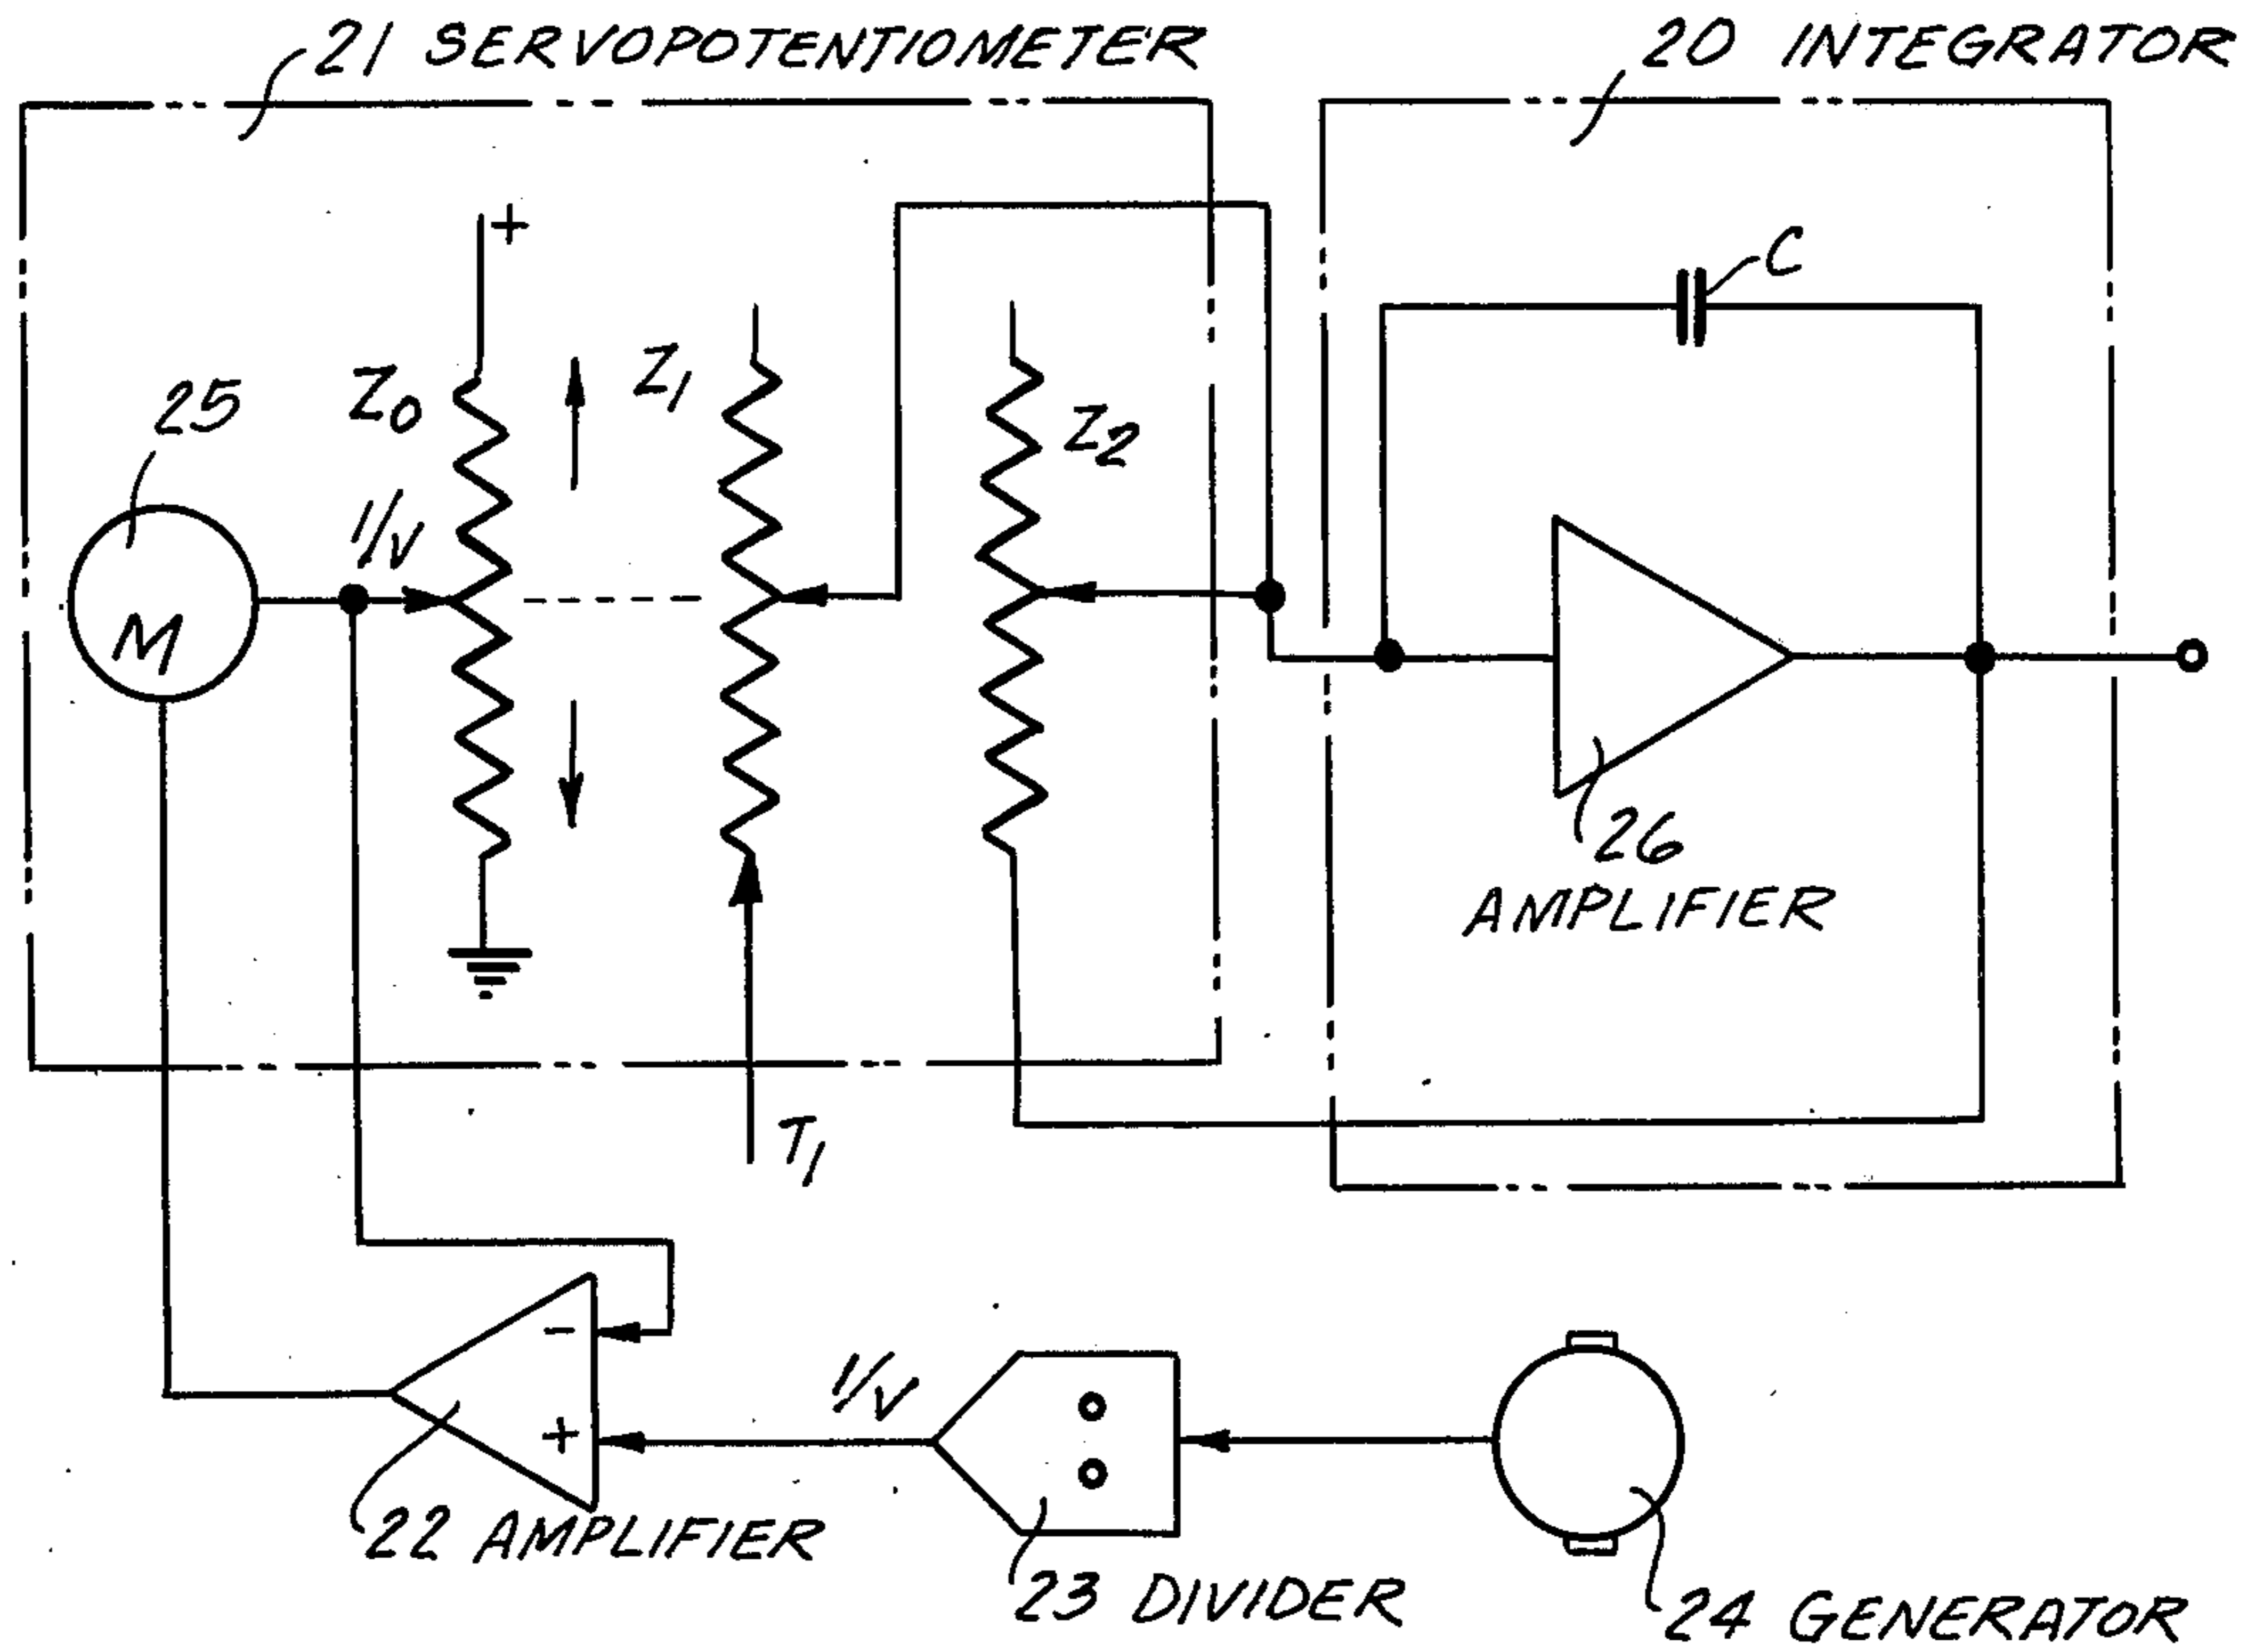 21 SERVOPOTENTIOMETER
20 INTEGRATOR
+
C
Z0
Z1
Z2
25
1/V
M
26
AMPLIFIER
T1
-
+
1/V
22 AMPLIFIER
23 DIVIDER
24 GENERATOR